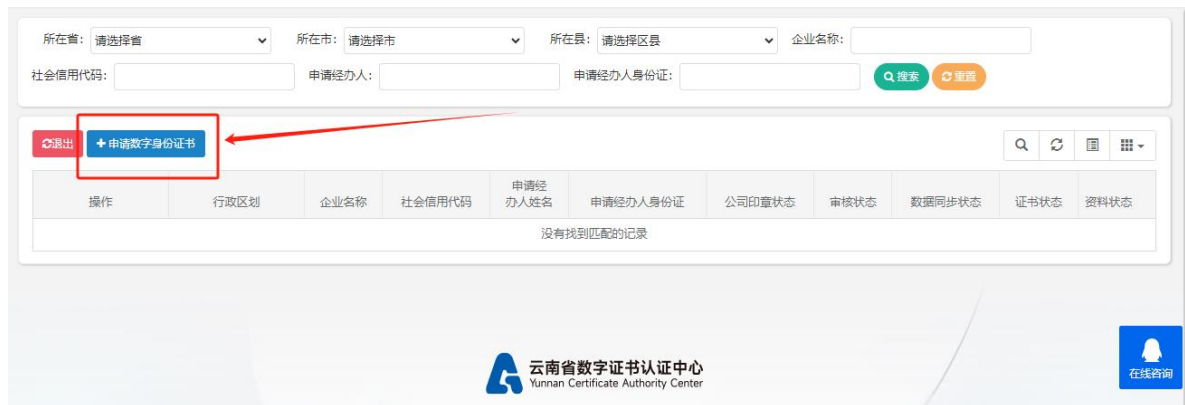 所在省: 请选择省 所在市: 请选择市 所在县: 请选择区县 企业名称:
社会信用代码: 申请经办人: 申请经办人身份证: 搜索 重置
退出 申请数字身份证书
操作 行政区划 企业名称 社会信用代码 申请经办人姓名 申请经办人身份证 公司印章状态 审核状态 数据同步状态 证书状态 资料状态
没有找到匹配的记录
云南省数字证书认证中心
Yunnan Certificate Authority Center
在线咨询